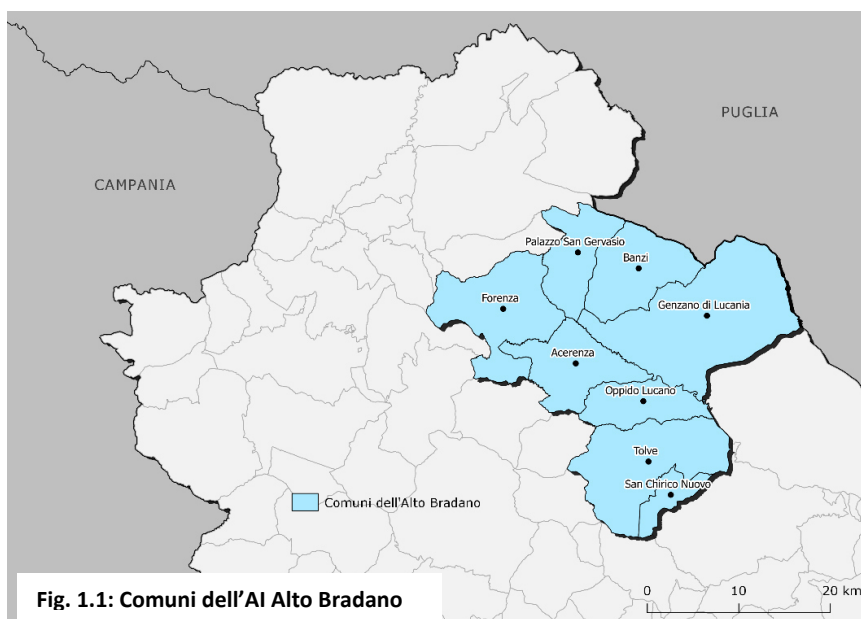 PUGLIA
CAMPANIA
Palazzo San Gervasio
Banzi
Forenza
Genzano di Lucania
Acerenza
Oppido Lucano
Tolve
San Chirico Nuovo
Comuni dell'Alto Bradano
Fig. 1.1: Comuni dell’AI Alto Bradano
0 10 20 km